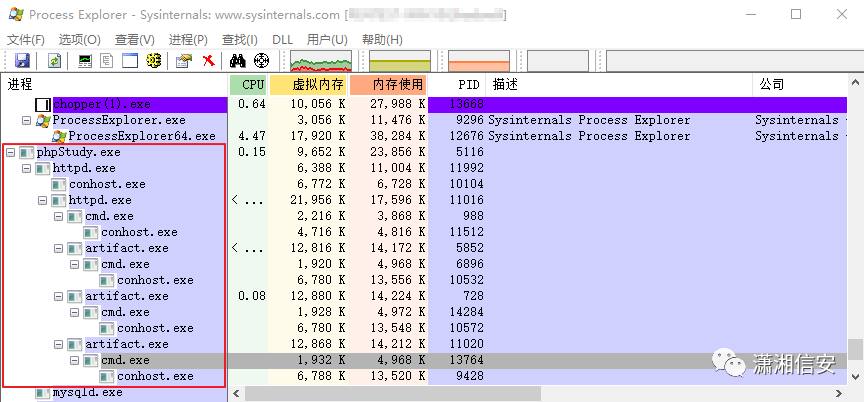 Process Explorer - Sysinternals: www.sysinternals.com [
文件(F) 选项(O) 查看(V) 进程(P) 查找(I) DLL 用户(U) 帮助(H)
进程 CPU 虚拟内存 内存使用 PID 描述 公司
chopper(1).exe 0.64 10,056 K 27,988 K 13668
ProcessExplorer.exe 3,056 K 11,476 K 9296 Sysinternals Process Explorer Sysinternals
ProcessExplorer64.exe 4.47 17,920 K 38,284 K 12676 Sysinternals Process Explorer Sysinternals
phpStudy.exe 0.15 9,652 K 23,856 K 5116
httpd.exe 6,388 K 11,004 K 11992
conhost.exe 6,772 K 6,728 K 10104
httpd.exe < ... 21,956 K 17,596 K 11016
cmd.exe 2,216 K 3,868 K 988
conhost.exe 4,716 K 4,816 K 11512
artifact.exe < ... 12,816 K 14,172 K 5852
cmd.exe 1,920 K 4,968 K 6896
conhost.exe 6,780 K 13,556 K 10532
artifact.exe 0.08 12,880 K 14,224 K 728
cmd.exe 1,928 K 4,972 K 14284
conhost.exe 6,780 K 13,548 K 10572
artifact.exe 12,868 K 14,212 K 11020
cmd.exe 1,932 K 4,968 K 13764
conhost.exe 6,788 K 13,520 K 9428
mysqld.exe
潇湘信安